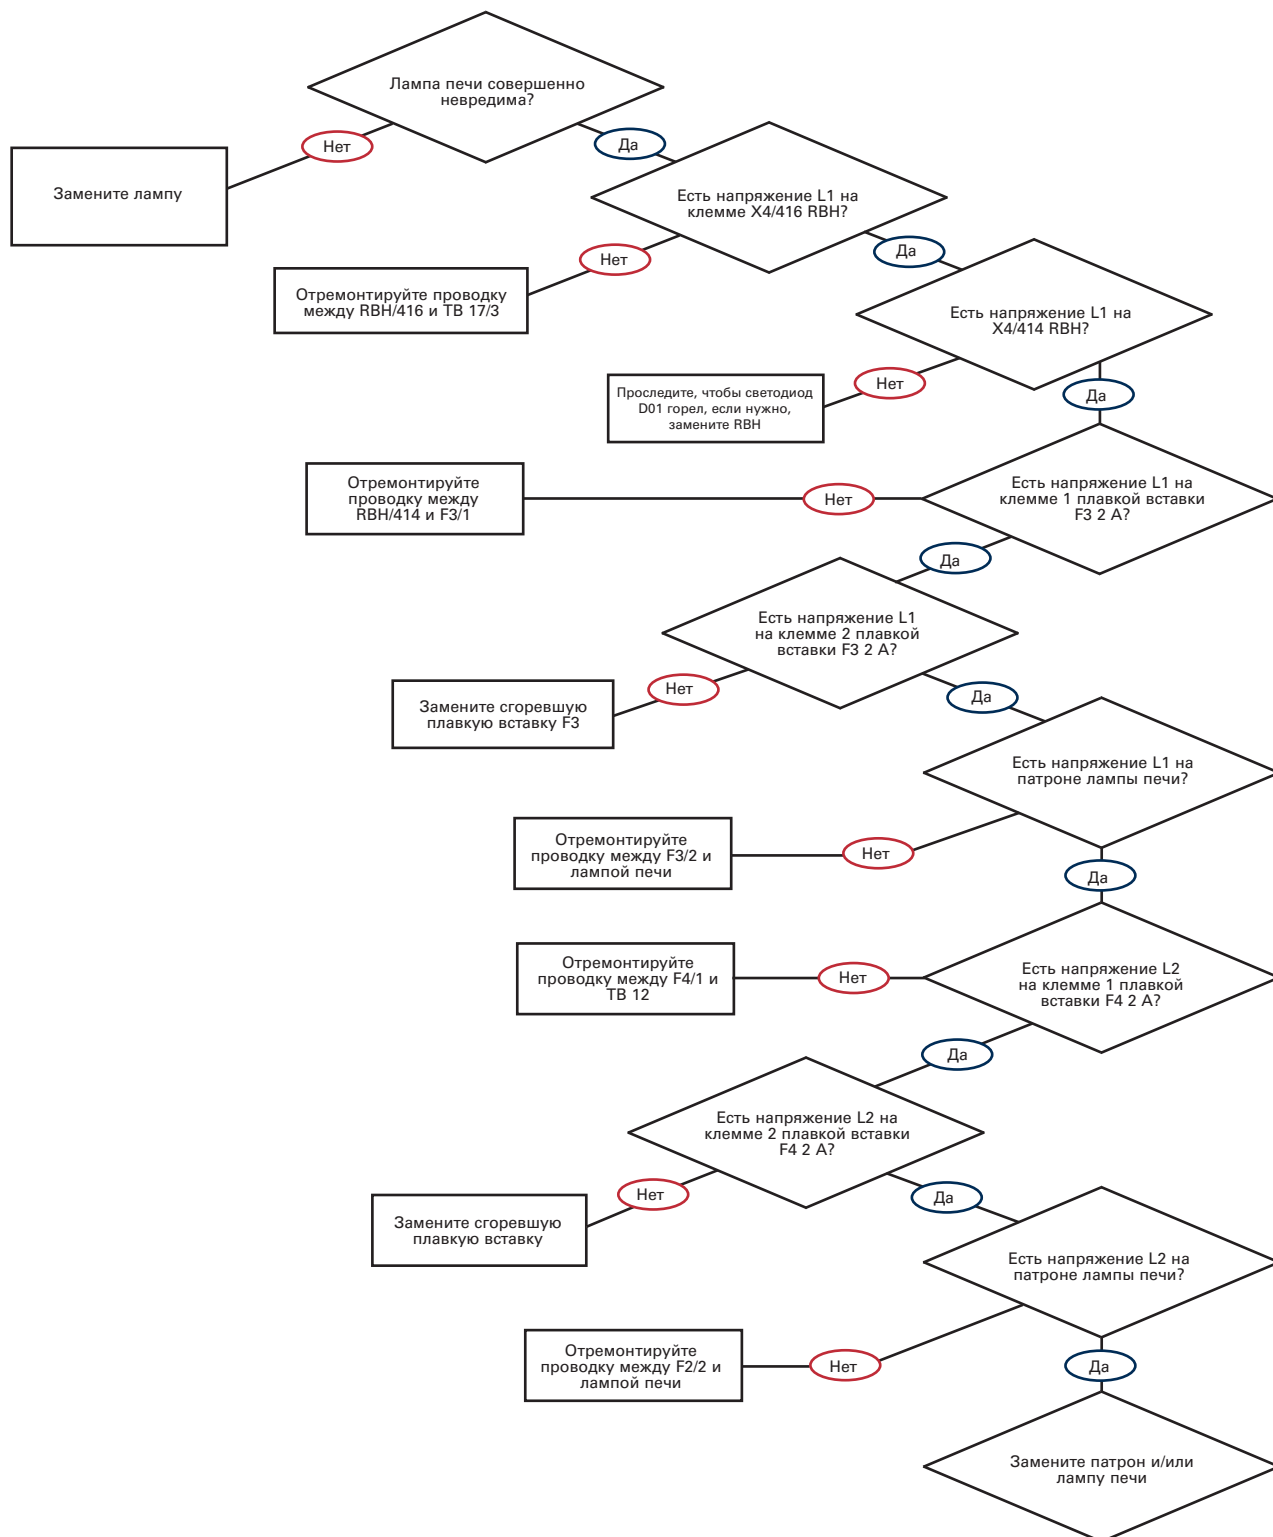 Лампа печи совершенно
невредима?
Нет
Да
Замените лампу
Есть напряжение L1 на
клемме X4/416 RBH?
Нет
Да
Отремонтируйте проводку
между RBH/416 и TB 17/3
Есть напряжение L1 на
X4/414 RBH?
Нет
Да
Проследите, чтобы светодиод
D01 горел, если нужно,
замените RBH
Есть напряжение L1 на
клемме 1 плавкой вставки
F3 2 A?
Нет
Отремонтируйте
проводку между
RBH/414 и F3/1
Да
Есть напряжение L1
на клемме 2 плавкой
вставки F3 2 A?
Нет
Да
Замените сгоревшую
плавкую вставку F3
Есть напряжение L1 на
патроне лампы печи?
Отремонтируйте
проводку между F3/2 и
лампой печи
Нет
Да
Отремонтируйте
проводку между F4/1 и
TB 12
Нет
Есть напряжение L2
на клемме 1 плавкой
вставки F4 2 A?
Да
Есть напряжение L2 на
клемме 2 плавкой вставки
F4 2 A?
Нет
Да
Замените сгоревшую
плавкую вставку
Есть напряжение L2 на
патроне лампы печи?
Отремонтируйте
проводку между F2/2 и
лампой печи
Нет
Да
Замените патрон и/или
лампу печи